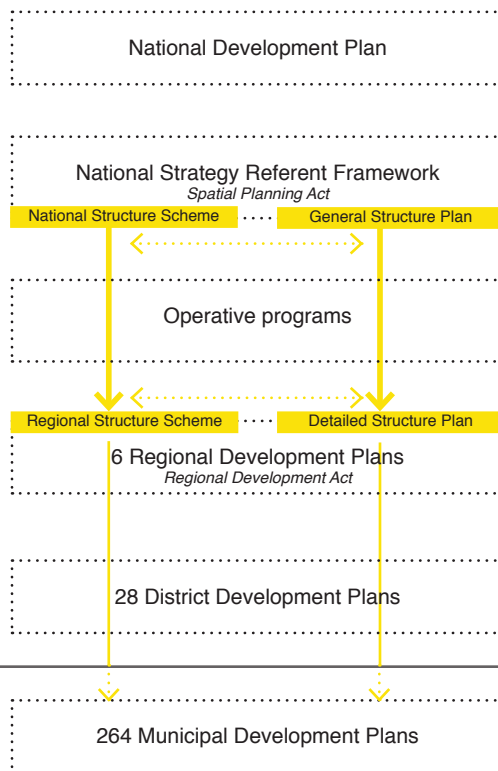 National Development Plan
National Strategy Referent Framework
Spatial Planning Act
National Structure Scheme
General Structure Plan
Operative programs
Regional Structure Scheme
Detailed Structure Plan
6 Regional Development Plans
Regional Development Act
28 District Development Plans
264 Municipal Development Plans